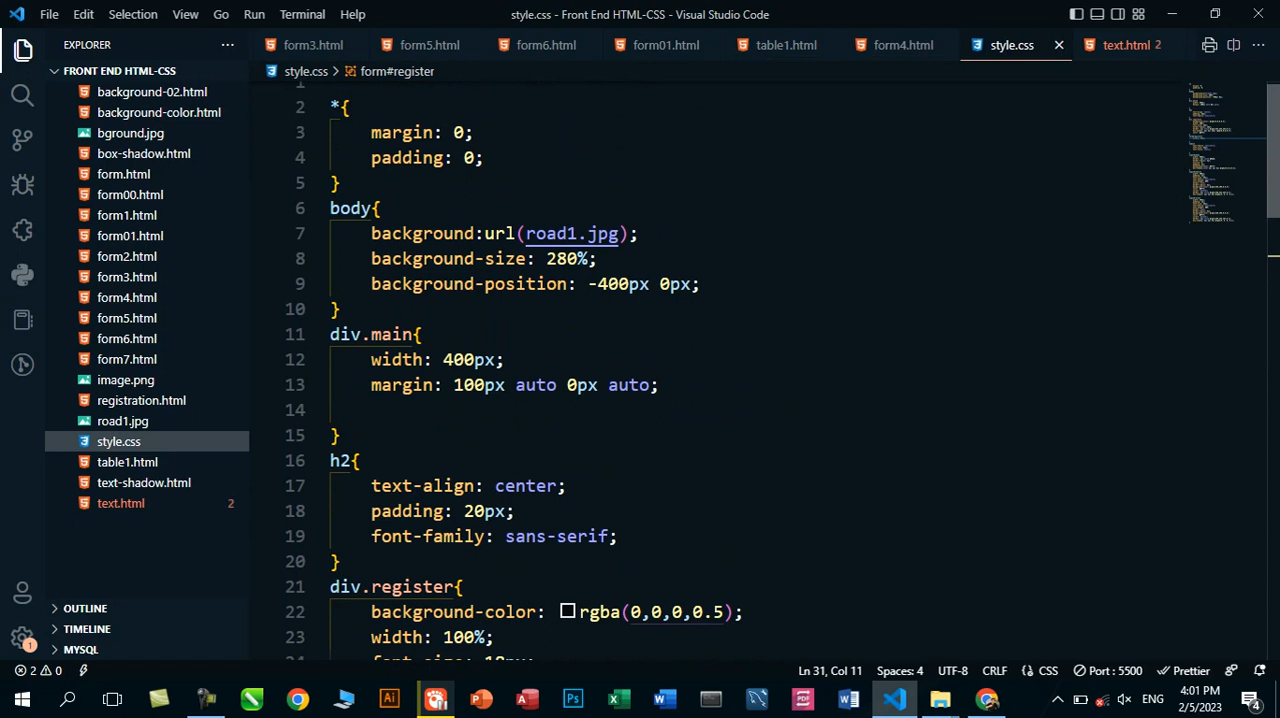 File Edit Selection View Go Run Terminal Help
style.css - Front End HTML-CSS - Visual Studio Code
EXPLORER
form3.html form5.html form6.html form01.html table1.html form4.html style.css text.html 2
FRONT END HTML-CSS
style.css > form#register
background-02.html
background-color.html
bground.jpg
box-shadow.html
form.html
form00.html
form1.html
form01.html
form2.html
form3.html
form4.html
form5.html
form6.html
form7.html
image.png
registration.html
road1.jpg
style.css
table1.html
text-shadow.html
text.html 2
OUTLINE
TIMELINE
MYSQL
1
2 *{
3 margin: 0;
4 padding: 0;
5 }
6 body{
7 background:url(road1.jpg);
8 background-size: 280%;
9 background-position: -400px 0px;
10 }
11 div.main{
12 width: 400px;
13 margin: 100px auto 0px auto;
14
15 }
16 h2{
17 text-align: center;
18 padding: 20px;
19 font-family: sans-serif;
20 }
21 div.register{
22 background-color: rgba(0,0,0,0.5);
23 width: 100%;
24 font-size: 18px;
2 0 Ln 31, Col 11 Spaces: 4 UTF-8 CRLF CSS Port : 5500 Prettier
1
ENG 4:01 PM
2/5/2023
4